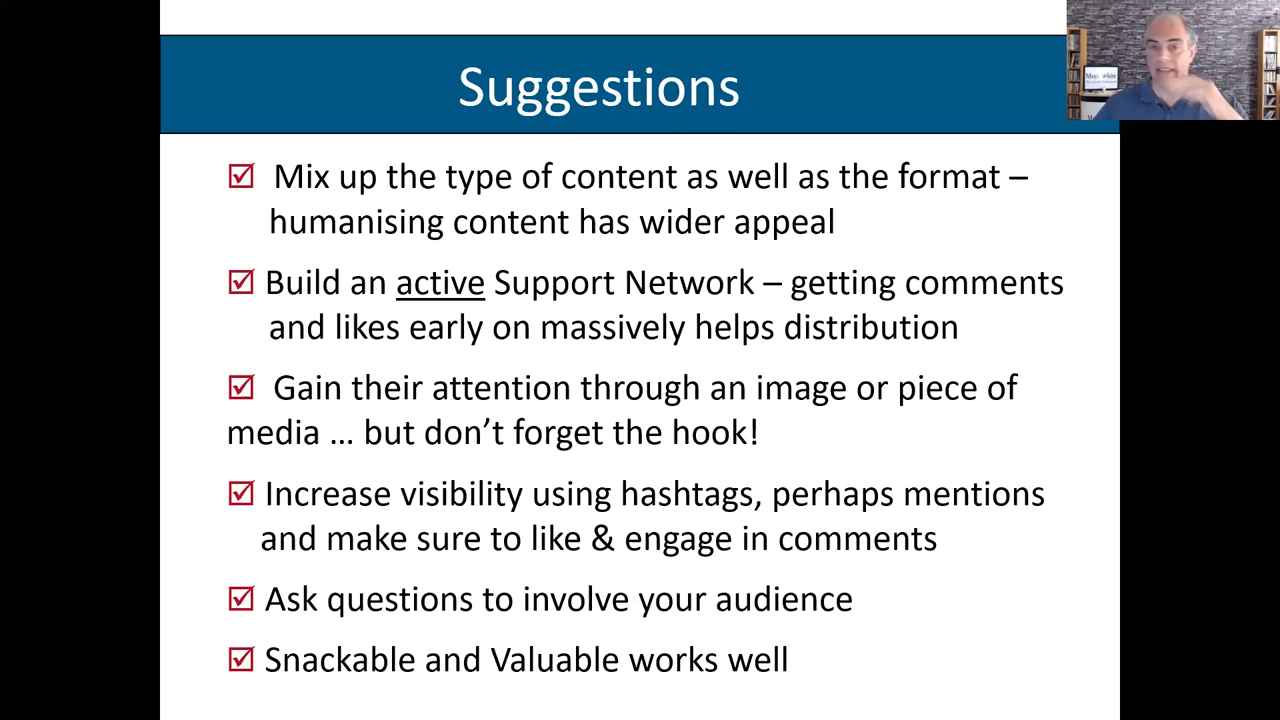 Suggestions
Mix up the type of content as well as the format –
humanising content has wider appeal
Build an active Support Network – getting comments
and likes early on massively helps distribution
Gain their attention through an image or piece of
media … but don’t forget the hook!
Increase visibility using hashtags, perhaps mentions
and make sure to like & engage in comments
Ask questions to involve your audience
Snackable and Valuable works well